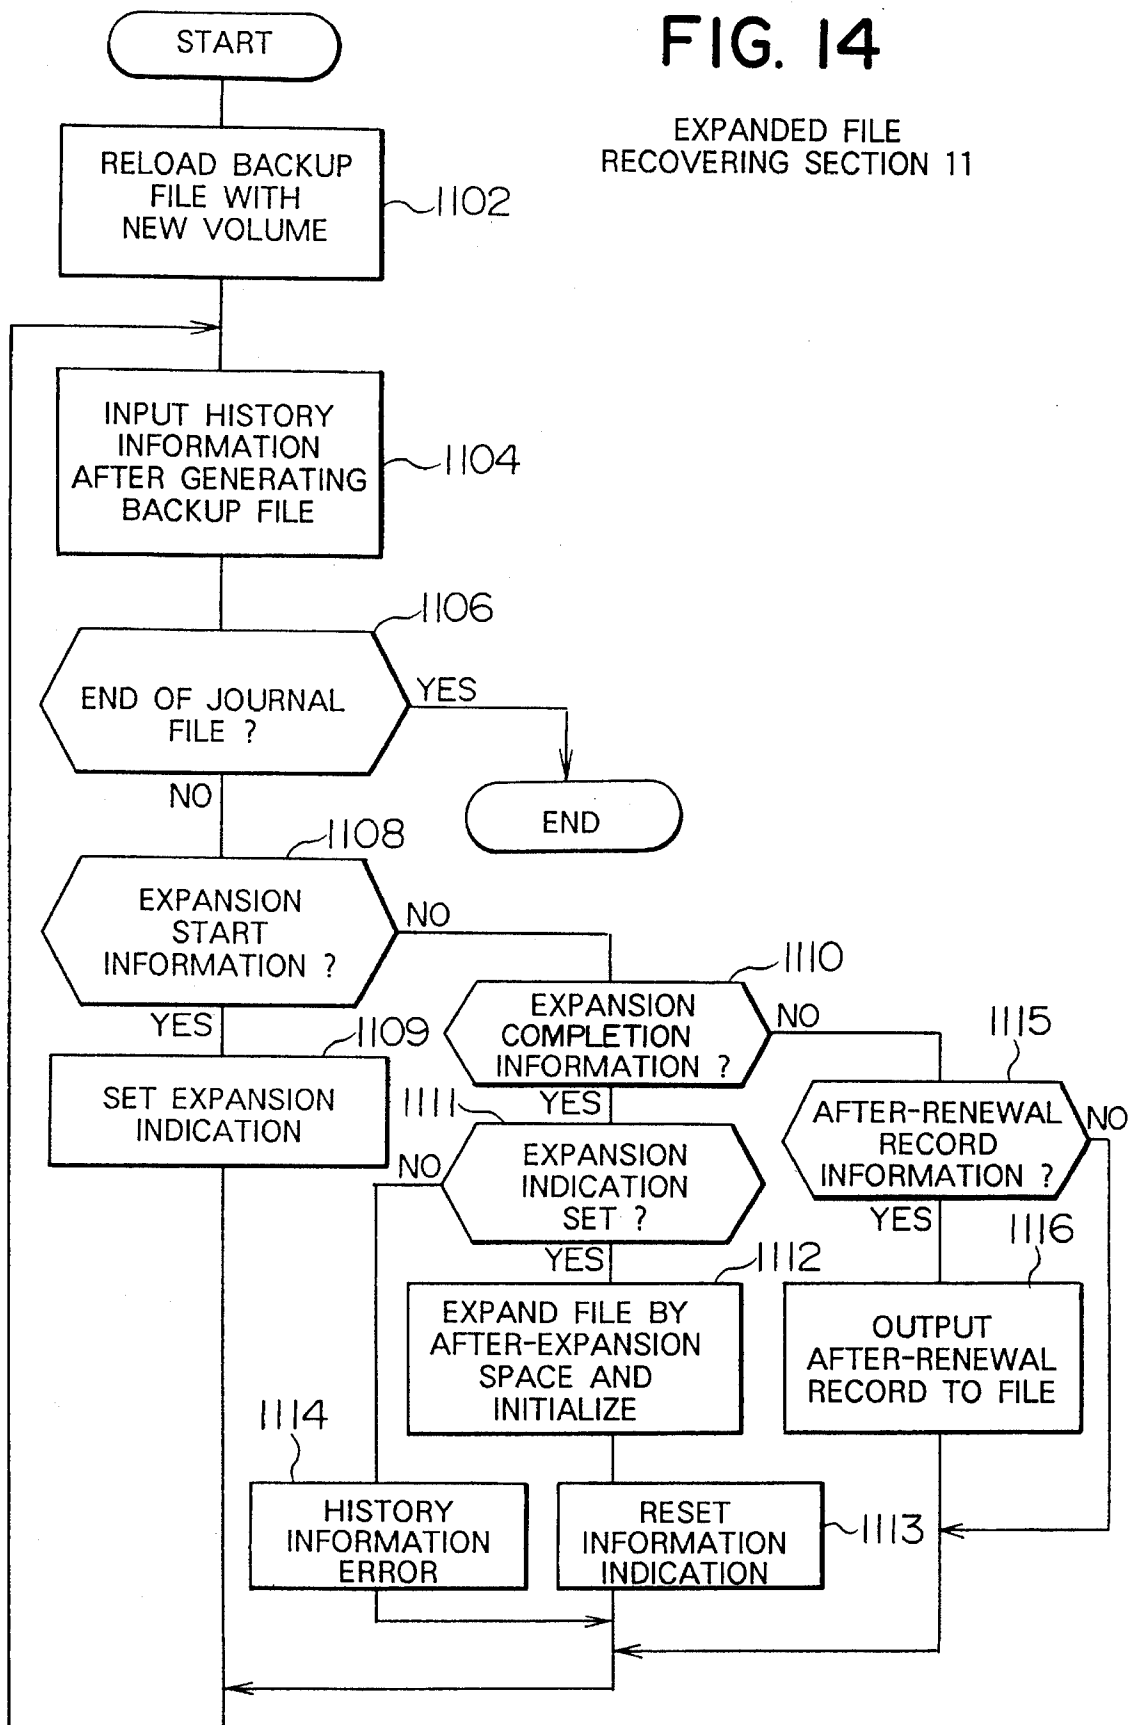 FIG. 14
EXPANDED FILE
RECOVERING SECTION 11
START
RELOAD BACKUP
FILE WITH
NEW VOLUME
1102
INPUT HISTORY
INFORMATION
AFTER GENERATING
BACKUP FILE
1104
1106
END OF JOURNAL
FILE ?
YES
NO
END
1108
EXPANSION
START
INFORMATION ?
NO
YES
1109
SET EXPANSION
INDICATION
1110
EXPANSION
COMPLETION
INFORMATION ?
NO
YES
1111
EXPANSION
INDICATION
SET ?
NO
YES
1112
EXPAND FILE BY
AFTER-EXPANSION
SPACE AND
INITIALIZE
1114
HISTORY
INFORMATION
ERROR
RESET
INFORMATION
INDICATION
1113
1115
AFTER-RENEWAL
RECORD
INFORMATION ?
NO
YES
1116
OUTPUT
AFTER-RENEWAL
RECORD TO FILE